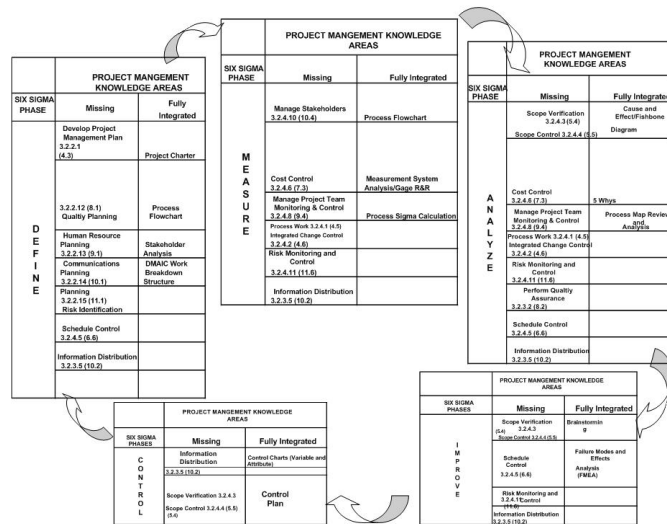 PROJECT MANGEMENT
KNOWLEDGE AREAS
SIX SIGMA
PHASE
Missing
Fully
Integrated
DEFINE
Develop Project
Management Plan
3.2.2.1
(4.3)
Project Charter
3.2.2.12 (8.1)
Qualtiy Planning
Process
Flowchart
Human Resource
Planning
3.2.2.13 (9.1)
Stakeholder
Analysis
Communications
Planning
3.2.2.14 (10.1)
DMAIC Work
Breakdown
Structure
Planning
3.2.2.15 (11.1)
Risk Identification
Schedule Control
3.2.4.5 (6.6)
Information Distribution
3.2.3.5 (10.2)
PROJECT MANGEMENT KNOWLEDGE
AREAS
SIX SIGMA
PHASE
Missing
Fully Integrated
MEASURE
Manage Stakeholders
3.2.4.10 (10.4)
Process Flowchart
Cost Control
3.2.4.6 (7.3)
Measurement System
Analysis/Gage R&R
Manage Project Team
Monitoring & Control
3.2.4.8 (9.4)
Process Sigma Calculation
Process Work 3.2.4.1 (4.5)
Integrated Change Control
3.2.4.2 (4.6)
Risk Monitoring and
Control
3.2.4.11 (11.6)
Information Distribution
3.2.3.5 (10.2)
PROJECT MANGEMENT
KNOWLEDGE AREAS
SIX SIGMA
PHASE
Missing
Fully Integrated
ANALYZE
Scope Verification
3.2.4.3 (5.4)
Scope Control 3.2.4.4 (5.5)
Cause and
Effect/Fishbone
Diagram
Cost Control
3.2.4.6 (7.3)
5 Whys
Manage Project Team
Monitoring & Control
3.2.4.8 (9.4)
Process Map Review
and
Analysis
Process Work 3.2.4.1 (4.5)
Integrated Change Control
3.2.4.2 (4.6)
Risk Monitoring and
Control
3.2.4.11 (11.6)
Perform Qualtiy
Assurance
3.2.3.2 (8.2)
Schedule Control
3.2.4.5 (6.6)
Information Distribution
3.2.3.5 (10.2)
PROJECT MANGEMENT KNOWLEDGE
AREAS
SIX SIGMA
PHASES
Missing
Fully Integrated
CONTROL
Information
Distribution
3.2.3.5 (10.2)
Control Charts (Variable and
Attribute)
Scope Verification 3.2.4.3
Scope Control 3.2.4.4 (5.5)
(5.4)
Control
Plan
PROJECT MANGEMENT KNOWLEDGE
AREAS
SIX SIGMA
PHASES
Missing
Fully Integrated
IMPROVE
Scope Verification
3.2.4.3
(5.4)
Scope Control 3.2.4.4 (5.5)
Brainstormin
g
Schedule
Control
3.2.4.5 (6.6)
Failure Modes and
Effects
Analysis
(FMEA)
Risk Monitoring and
3.2.4.11 Control
(11.6)
Information Distribution
3.2.3.5 (10.2)